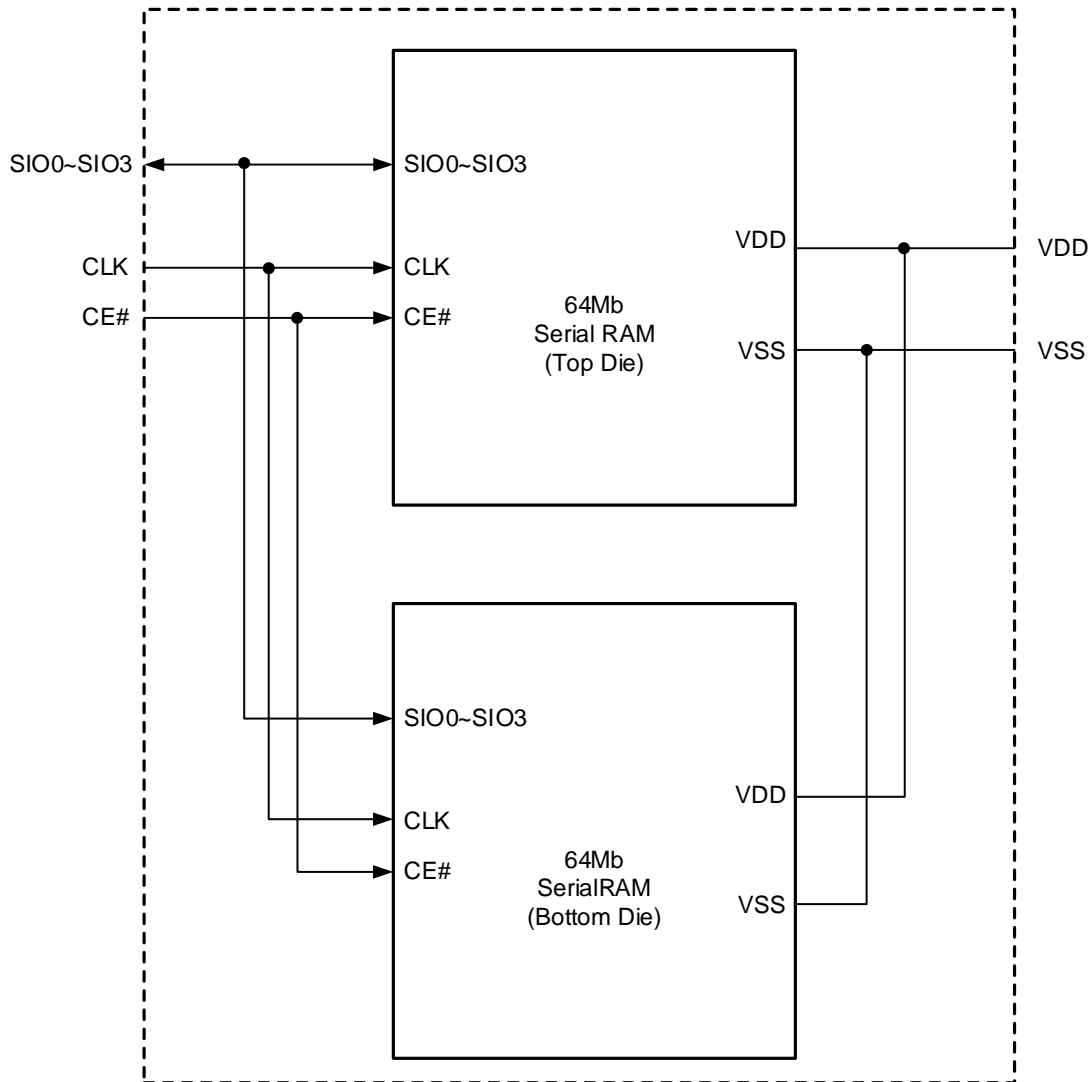 SIO0~SIO3
CLK
CE#
SIO0~SIO3
CLK
CE#
64Mb
Serial RAM
(Top Die)
VDD
VSS
VDD
VSS
SIO0~SIO3
CLK
CE#
64Mb
SerialRAM
(Bottom Die)
VDD
VSS